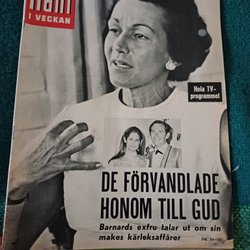 I VECKAN
Hela TV-
programmet
DE FÖRVANDLADE
HONOM TILL GUD
Barnards exfru talar ut om sin
makes kärleksaffärer